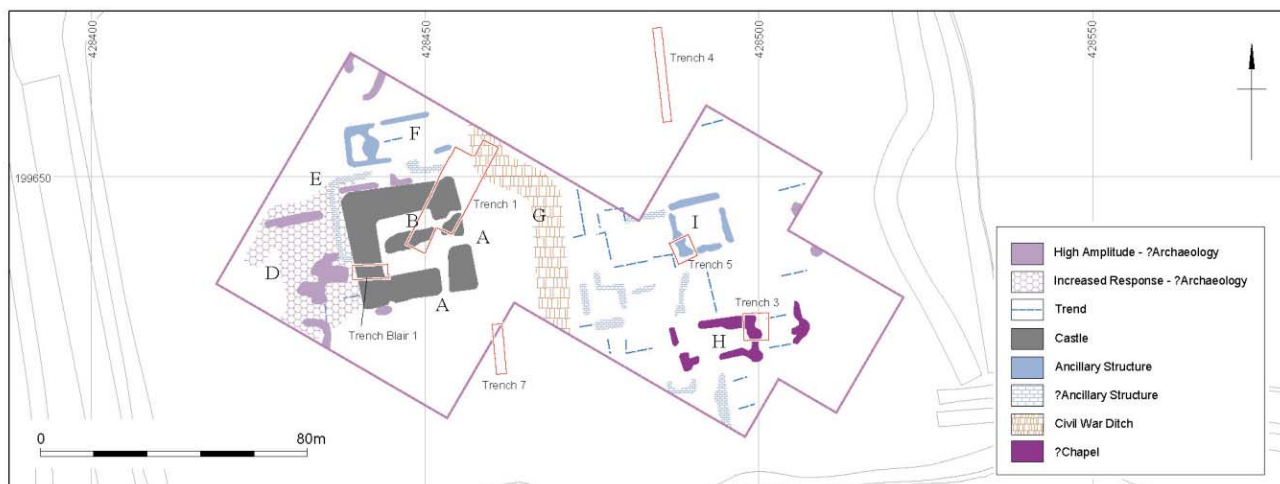 428400
428450
428500
428550
Trench 4
F
199650
E
Trench 1
B
G
A
I
D
Trench 5
A
Trench 3
H
Trench Blair 1
Trench 7
0 80m
High Amplitude - ?Archaeology
Increased Response - ?Archaeology
Trend
Castle
Ancillary Structure
?Ancillary Structure
Civil War Ditch
?Chapel